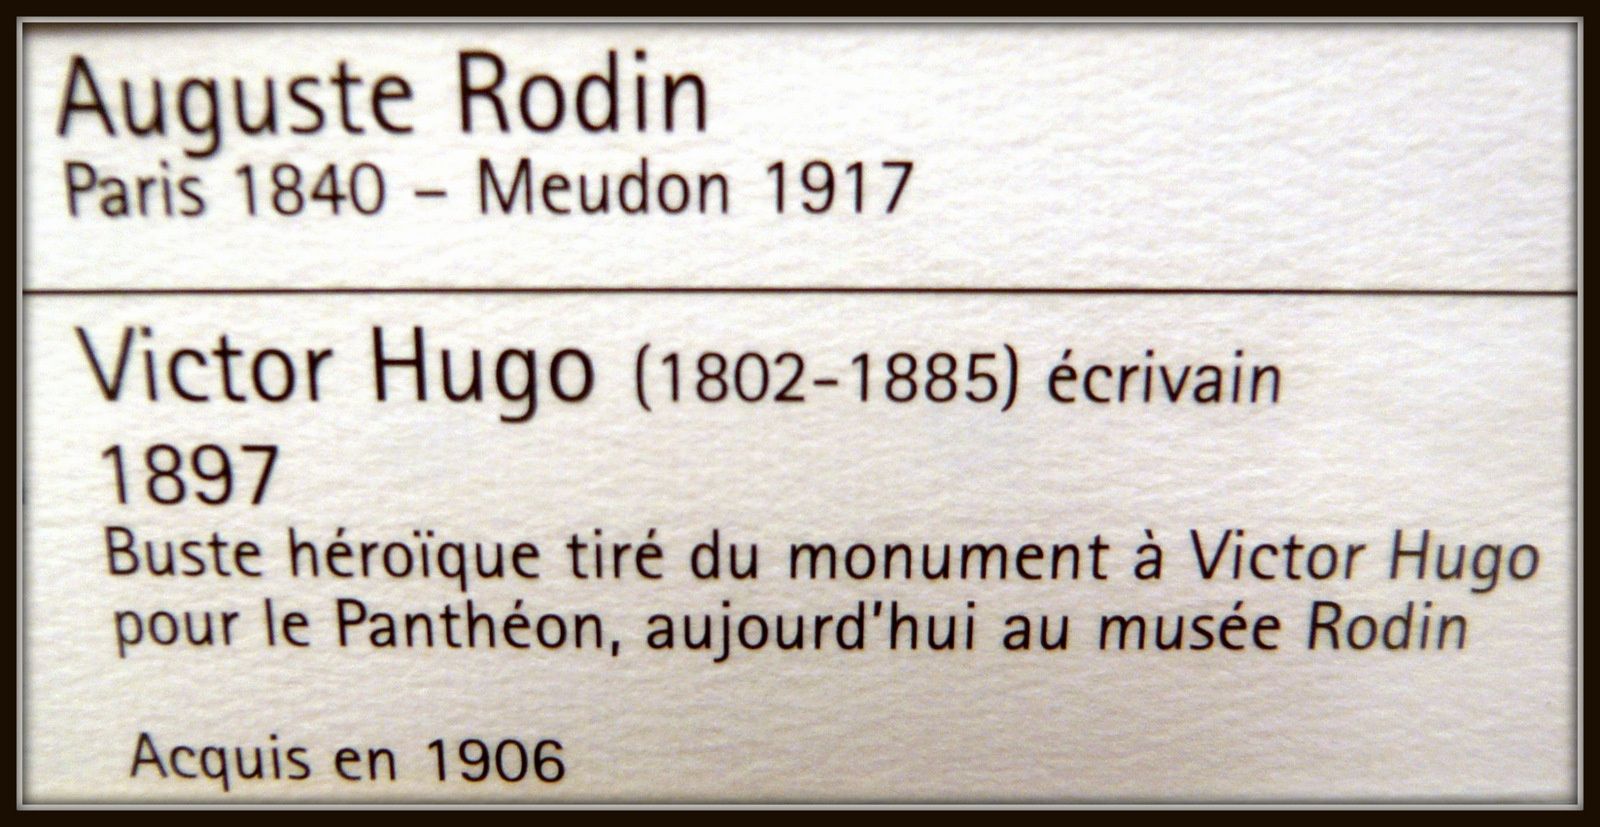 Auguste Rodin
Paris 1840 – Meudon 1917
Victor Hugo (1802-1885) écrivain
1897
Buste héroïque tiré du monument à Victor Hugo
pour le Panthéon, aujourd'hui au musée Rodin
Acquis en 1906